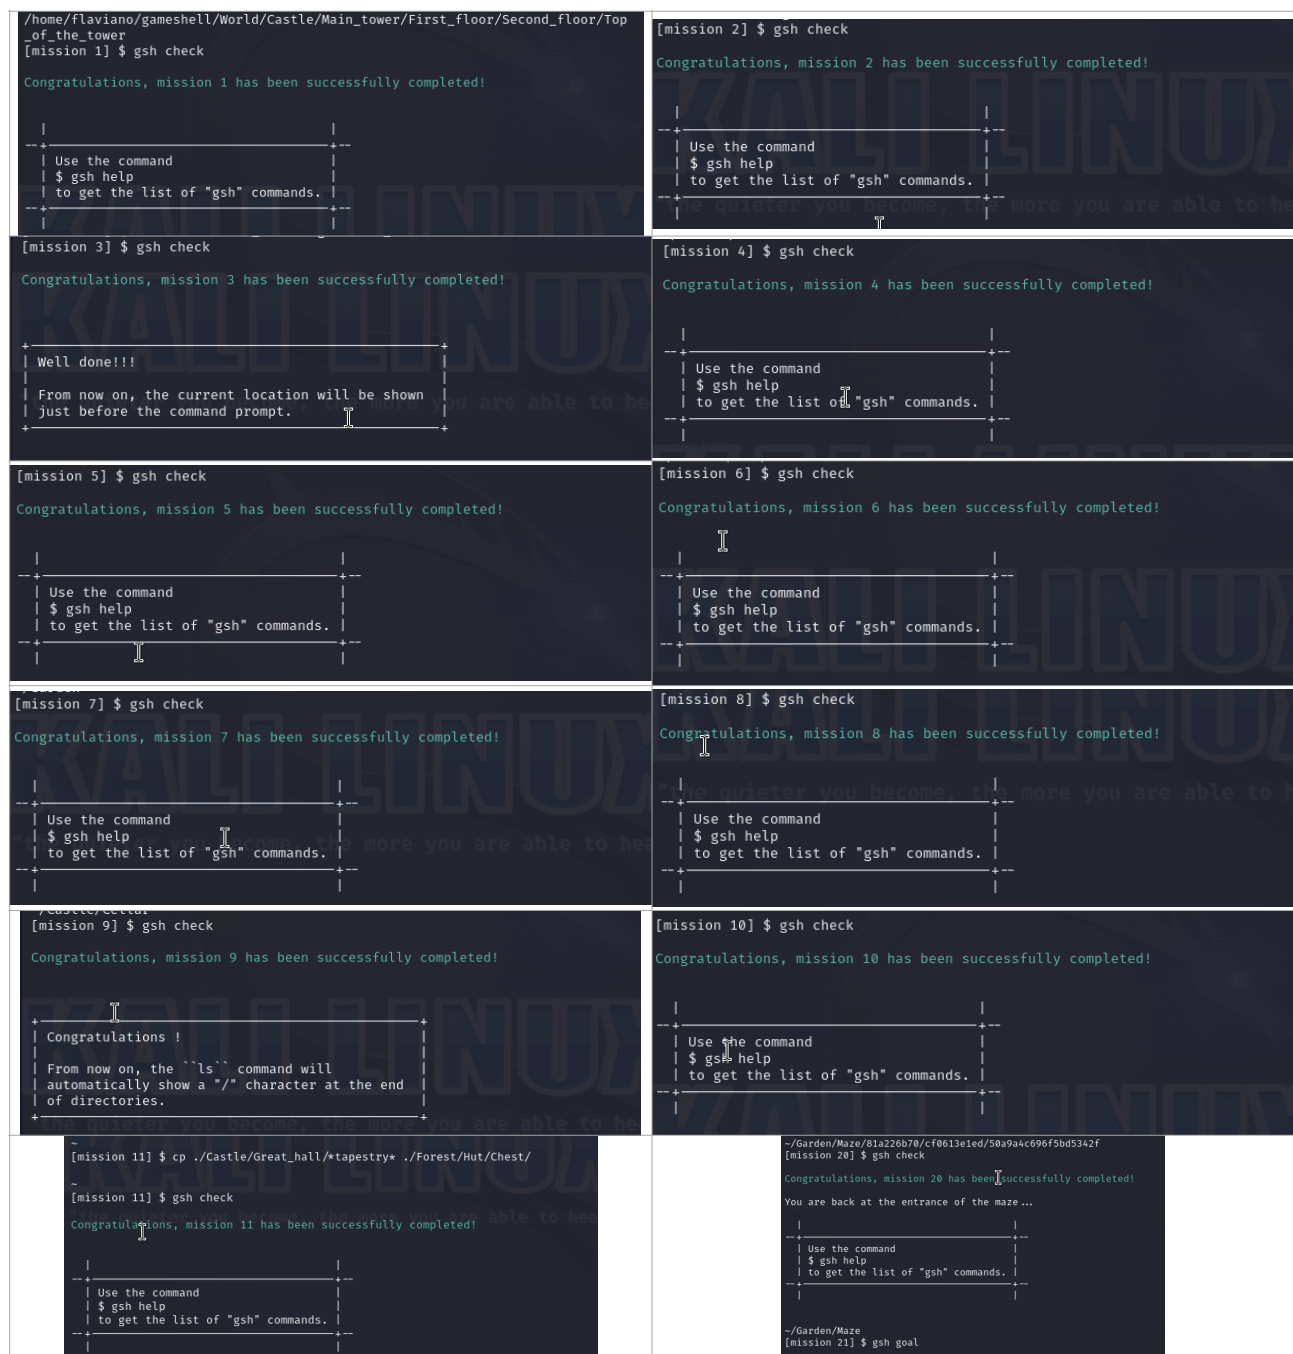 /home/flaviano/gameshell/World/Castle/Main_tower/First_floor/Second_floor/Top
_of_the_tower
[mission 1] $ gsh check
Congratulations, mission 1 has been successfully completed!
Use the command
$ gsh help
to get the list of "gsh" commands.
[mission 2] $ gsh check
Congratulations, mission 2 has been successfully completed!
Use the command
$ gsh help
to get the list of "gsh" commands.
KALI LINUX
"the quieter you become, the more you are able to hea
[mission 3] $ gsh check
Congratulations, mission 3 has been successfully completed!
Well done!!!
From now on, the current location will be shown
just before the command prompt.
[mission 4] $ gsh check
Congratulations, mission 4 has been successfully completed!
Use the command
$ gsh help
to get the list of "gsh" commands.
[mission 5] $ gsh check
Congratulations, mission 5 has been successfully completed!
Use the command
$ gsh help
to get the list of "gsh" commands.
[mission 6] $ gsh check
Congratulations, mission 6 has been successfully completed!
Use the command
$ gsh help
to get the list of "gsh" commands.
[mission 7] $ gsh check
Congratulations, mission 7 has been successfully completed!
Use the command
$ gsh help
to get the list of "gsh" commands.
[mission 8] $ gsh check
Congratulations, mission 8 has been successfully completed!
Use the command
$ gsh help
to get the list of "gsh" commands.
/Castle/Cellar
[mission 9] $ gsh check
Congratulations, mission 9 has been successfully completed!
Congratulations !
From now on, the ``ls`` command will
automatically show a "/" character at the end
of directories.
[mission 10] $ gsh check
Congratulations, mission 10 has been successfully completed!
Use the command
$ gsh help
to get the list of "gsh" commands.
~
[mission 11] $ cp ./Castle/Great_hall/*tapestry* ./Forest/Hut/Chest/
~
[mission 11] $ gsh check
Congratulations, mission 11 has been successfully completed!
Use the command
$ gsh help
to get the list of "gsh" commands.
~/Garden/Maze/81a226b70/cf0613e1ed/50a9a4c696f5bd5342f
[mission 20] $ gsh check
Congratulations, mission 20 has been successfully completed!
You are back at the entrance of the maze...
Use the command
$ gsh help
to get the list of "gsh" commands.
~/Garden/Maze
[mission 21] $ gsh goal